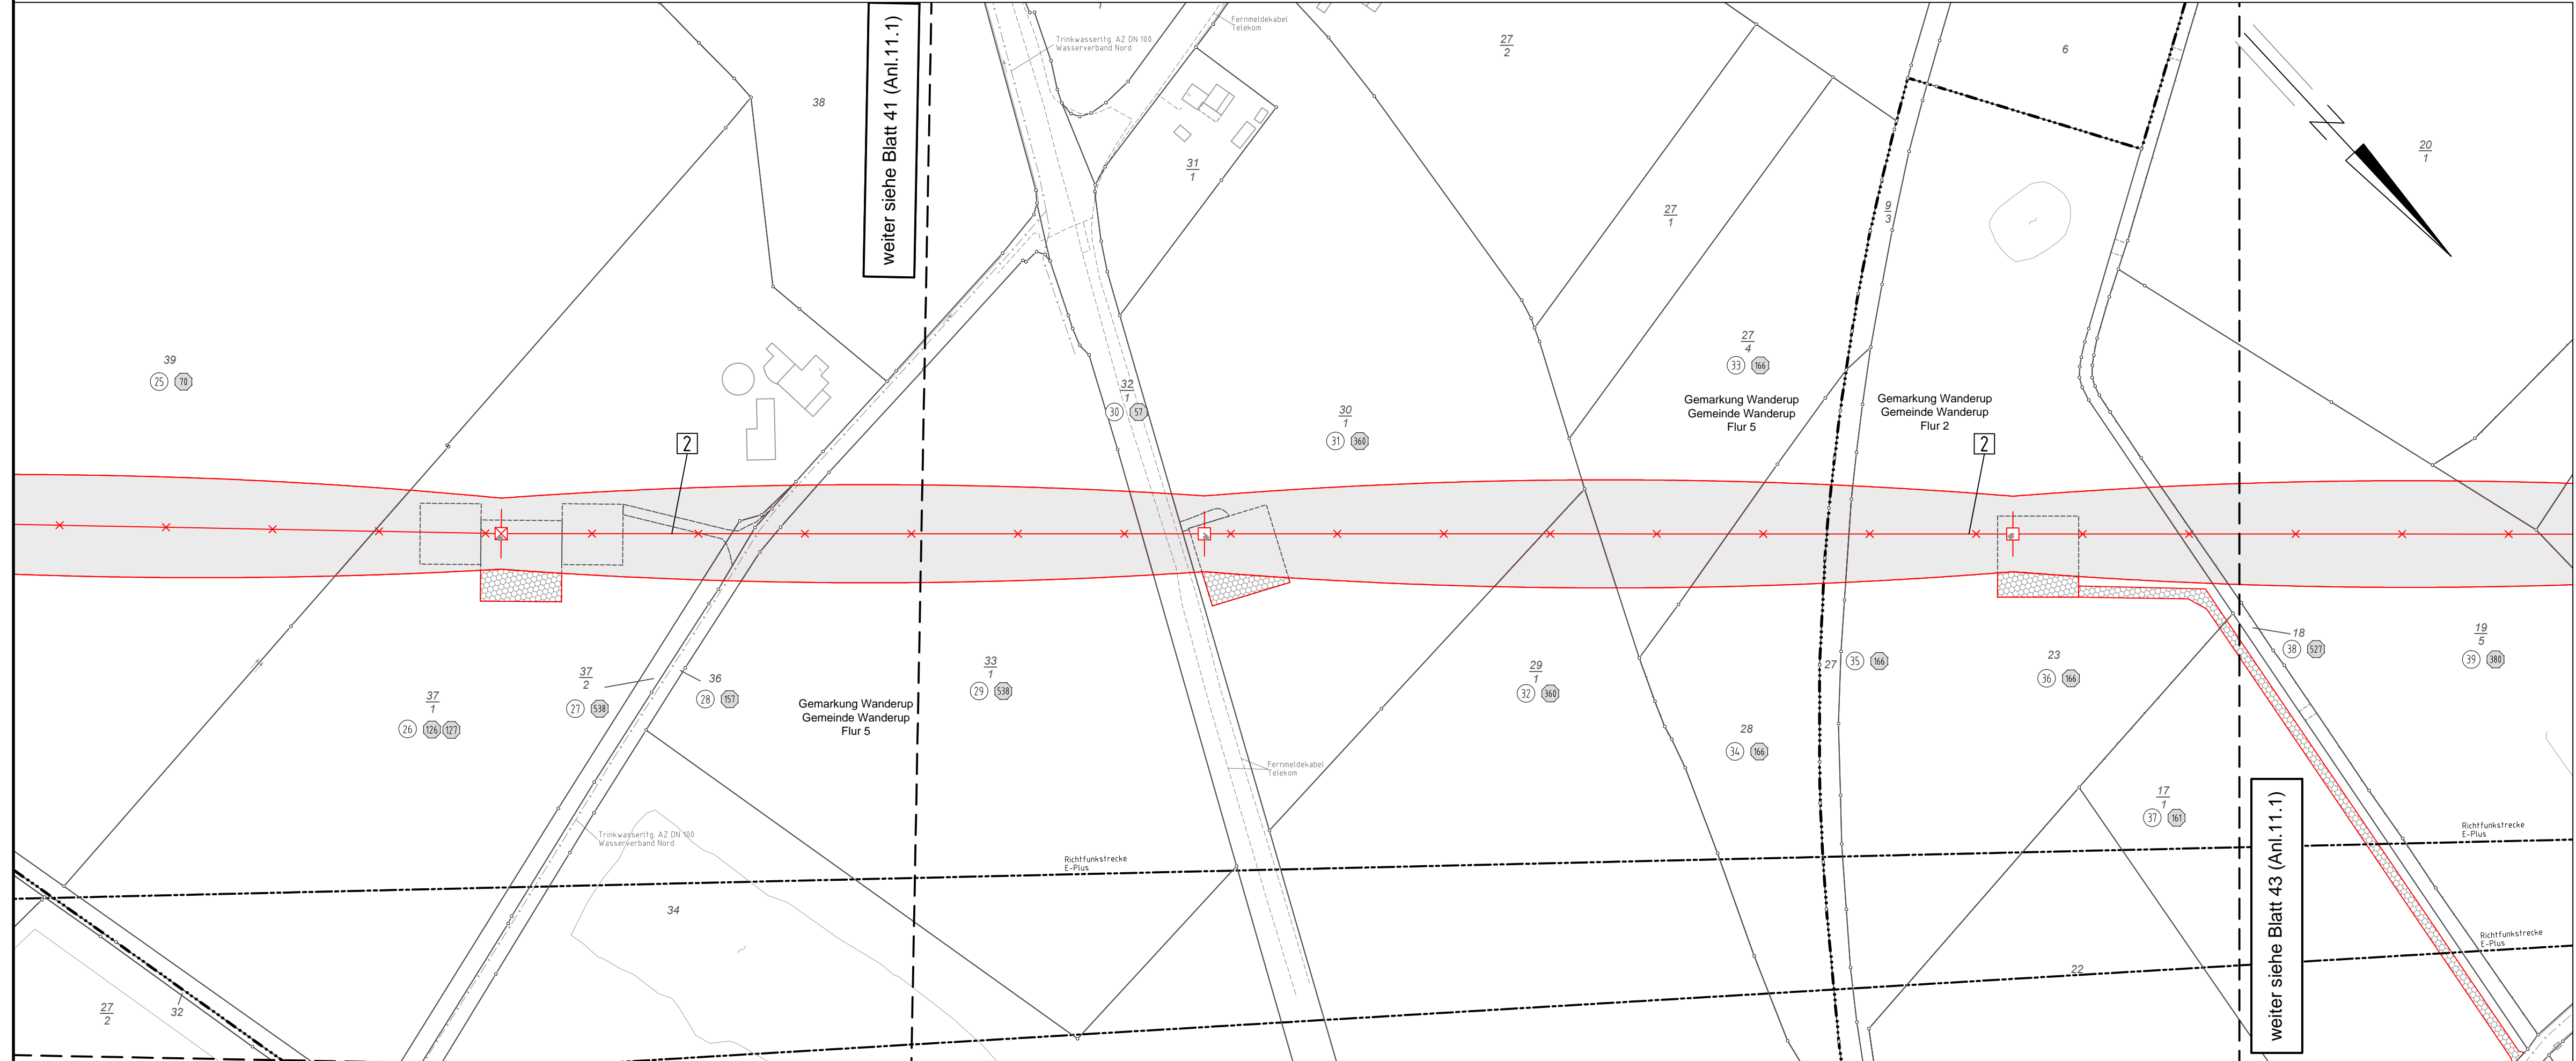 weiter siehe Blatt 41 (Anl.11.1)
Trinkwasserltg. AZ DN 100
Wasserverband Nord
Fernmeldekabel
Telekom
38
31
1
27
2
27
1
6
9
3
20
1
39
25 70
2
32
1
30 57
30
1
31 360
27
4
33 166
Gemarkung Wanderup
Gemeinde Wanderup
Flur 5
Gemarkung Wanderup
Gemeinde Wanderup
Flur 2
2
37
1
26 126 127
37
2
27 538
36
28 157
Gemarkung Wanderup
Gemeinde Wanderup
Flur 5
33
1
29 538
29
1
32 360
28
34 166
27 35 166
23
36 166
17
1
37 161
18
38 527
19
5
39 380
Fernmeldekabel
Telekom
Trinkwasserltg. AZ DN 100
Wasserverband Nord
Richtfunkstrecke
E-Plus
Richtfunkstrecke
E-Plus
Richtfunkstrecke
E-Plus
34
22
27
2
32
weiter siehe Blatt 43 (Anl.11.1)